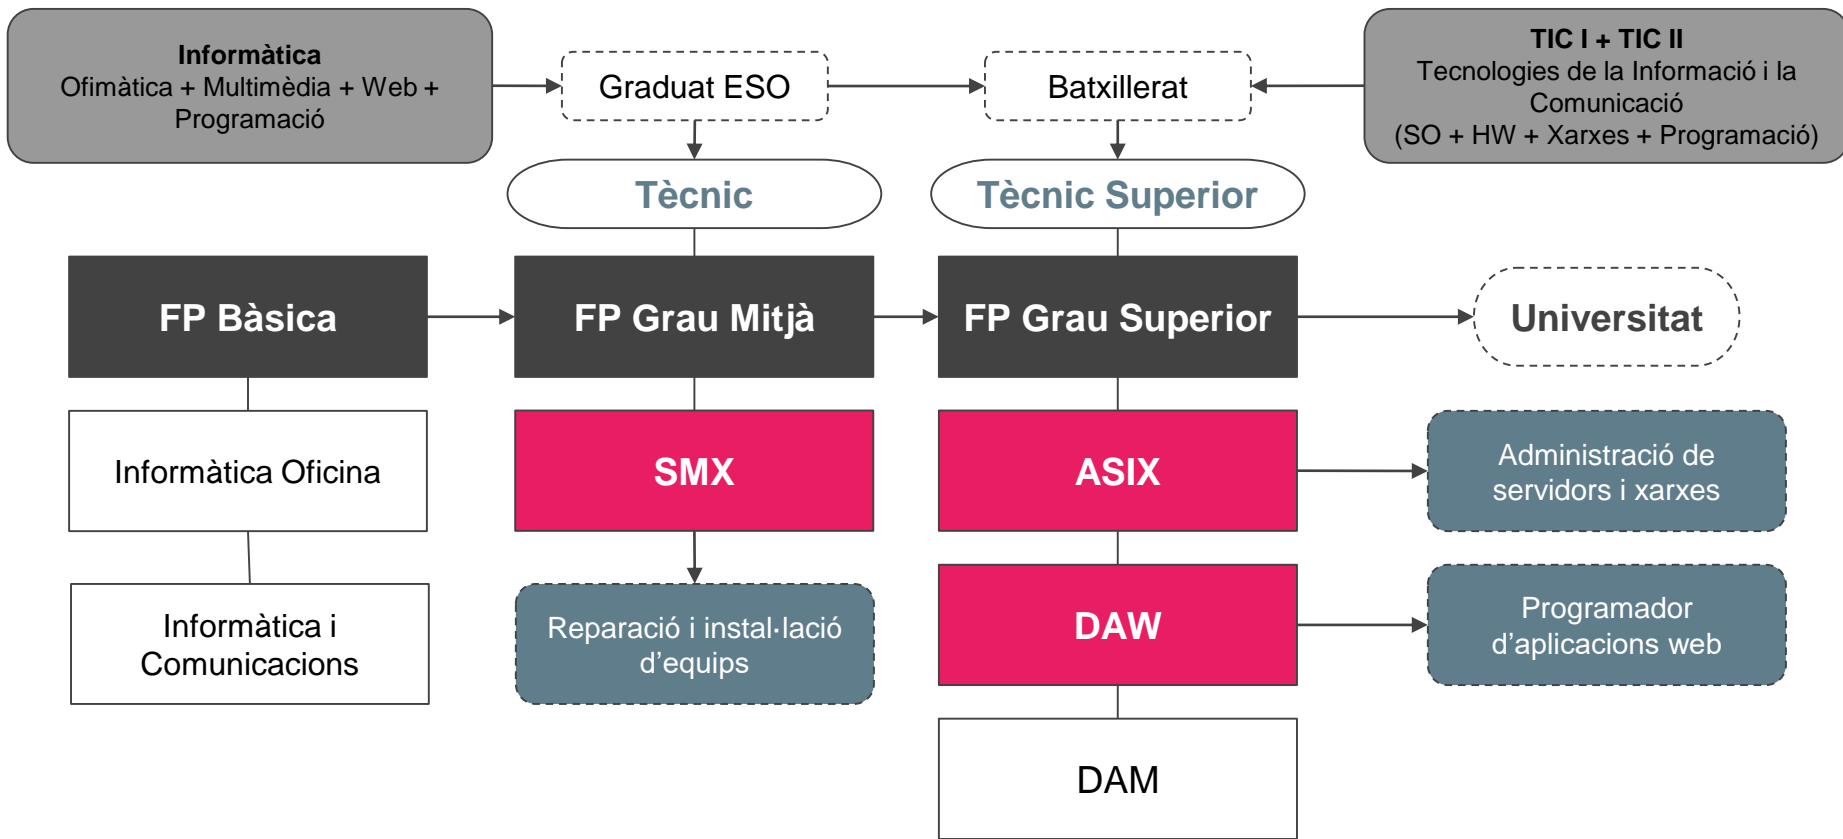 Informàtica
Ofimàtica + Multimèdia + Web +
Programació
Graduat ESO
Batxillerat
TIC I + TIC II
Tecnologies de la Informació i la
Comunicació
(SO + HW + Xarxes + Programació)
Tècnic
Tècnic Superior
FP Bàsica
FP Grau Mitjà
FP Grau Superior
Universitat
Informàtica Oficina
SMX
ASIX
Administració de
servidors i xarxes
Informàtica i
Comunicacions
Reparació i instal·lació
d’equips
DAW
Programador
d’aplicacions web
DAM